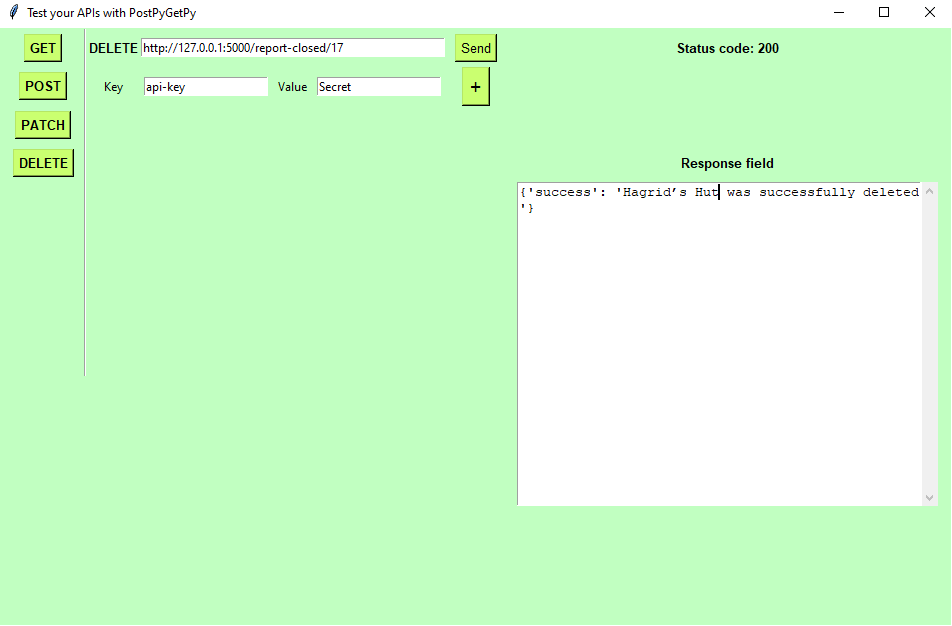 Test your APIs with PostPyGetPy
GET
DELETE http://127.0.0.1:5000/report-closed/17 Send
Status code: 200
POST
Key api-key Value Secret +
PATCH
DELETE
Response field
{'success': 'Hagrid’s Hut was successfully deleted
'}